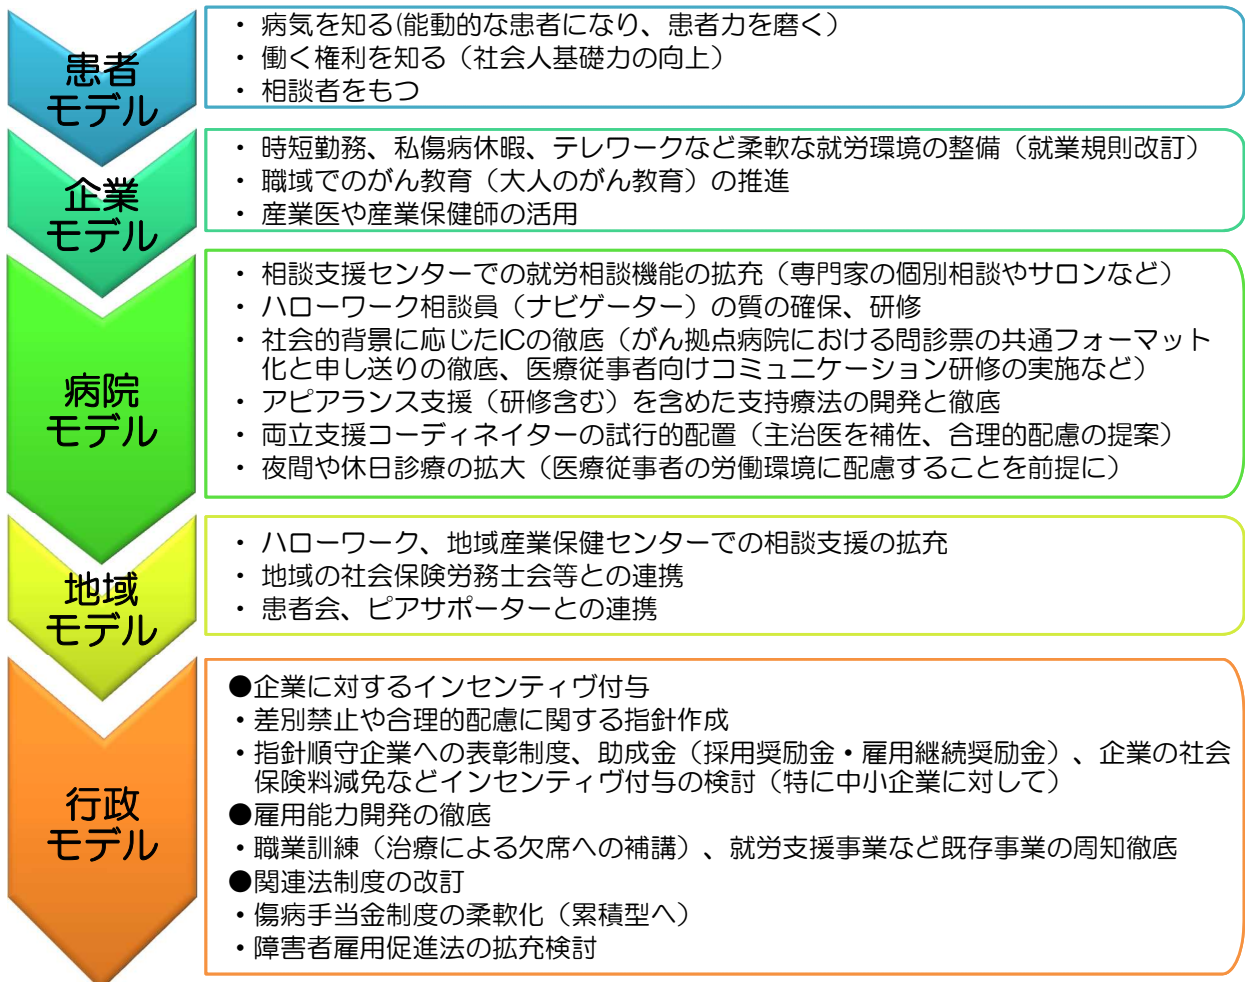 患者
モデル
・ 病気を知る(能動的な患者になり、患者力を磨く）
・ 働く権利を知る（社会人基礎力の向上）
・ 相談者をもつ
企業
モデル
・ 時短勤務、私傷病休暇、テレワークなど柔軟な就労環境の整備（就業規則改訂）
・ 職域でのがん教育（大人のがん教育）の推進
・ 産業医や産業保健師の活用
病院
モデル
・ 相談支援センターでの就労相談機能の拡充（専門家の個別相談やサロンなど）
・ ハローワーク相談員（ナビゲーター）の質の確保、研修
・ 社会的背景に応じたICの徹底（がん拠点病院における問診票の共通フォーマット
化と申し送りの徹底、医療従事者向けコミュニケーション研修の実施など）
・ アピアランス支援（研修含む）を含めた支持療法の開発と徹底
・ 両立支援コーディネイターの試行的配置（主治医を補佐、合理的配慮の提案）
・ 夜間や休日診療の拡大（医療従事者の労働環境に配慮することを前提に）
地域
モデル
・ ハローワーク、地域産業保健センターでの相談支援の拡充
・ 地域の社会保険労務士会等との連携
・ 患者会、ピアサポーターとの連携
行政
モデル
●企業に対するインセンティヴ付与
・差別禁止や合理的配慮に関する指針作成
・指針順守企業への表彰制度、助成金（採用奨励金・雇用継続奨励金）、企業の社会
保険料減免などインセンティヴ付与の検討（特に中小企業に対して）
●雇用能力開発の徹底
・職業訓練（治療による欠席への補講）、就労支援事業など既存事業の周知徹底
●関連法制度の改訂
・傷病手当金制度の柔軟化（累積型へ）
・障害者雇用促進法の拡充検討